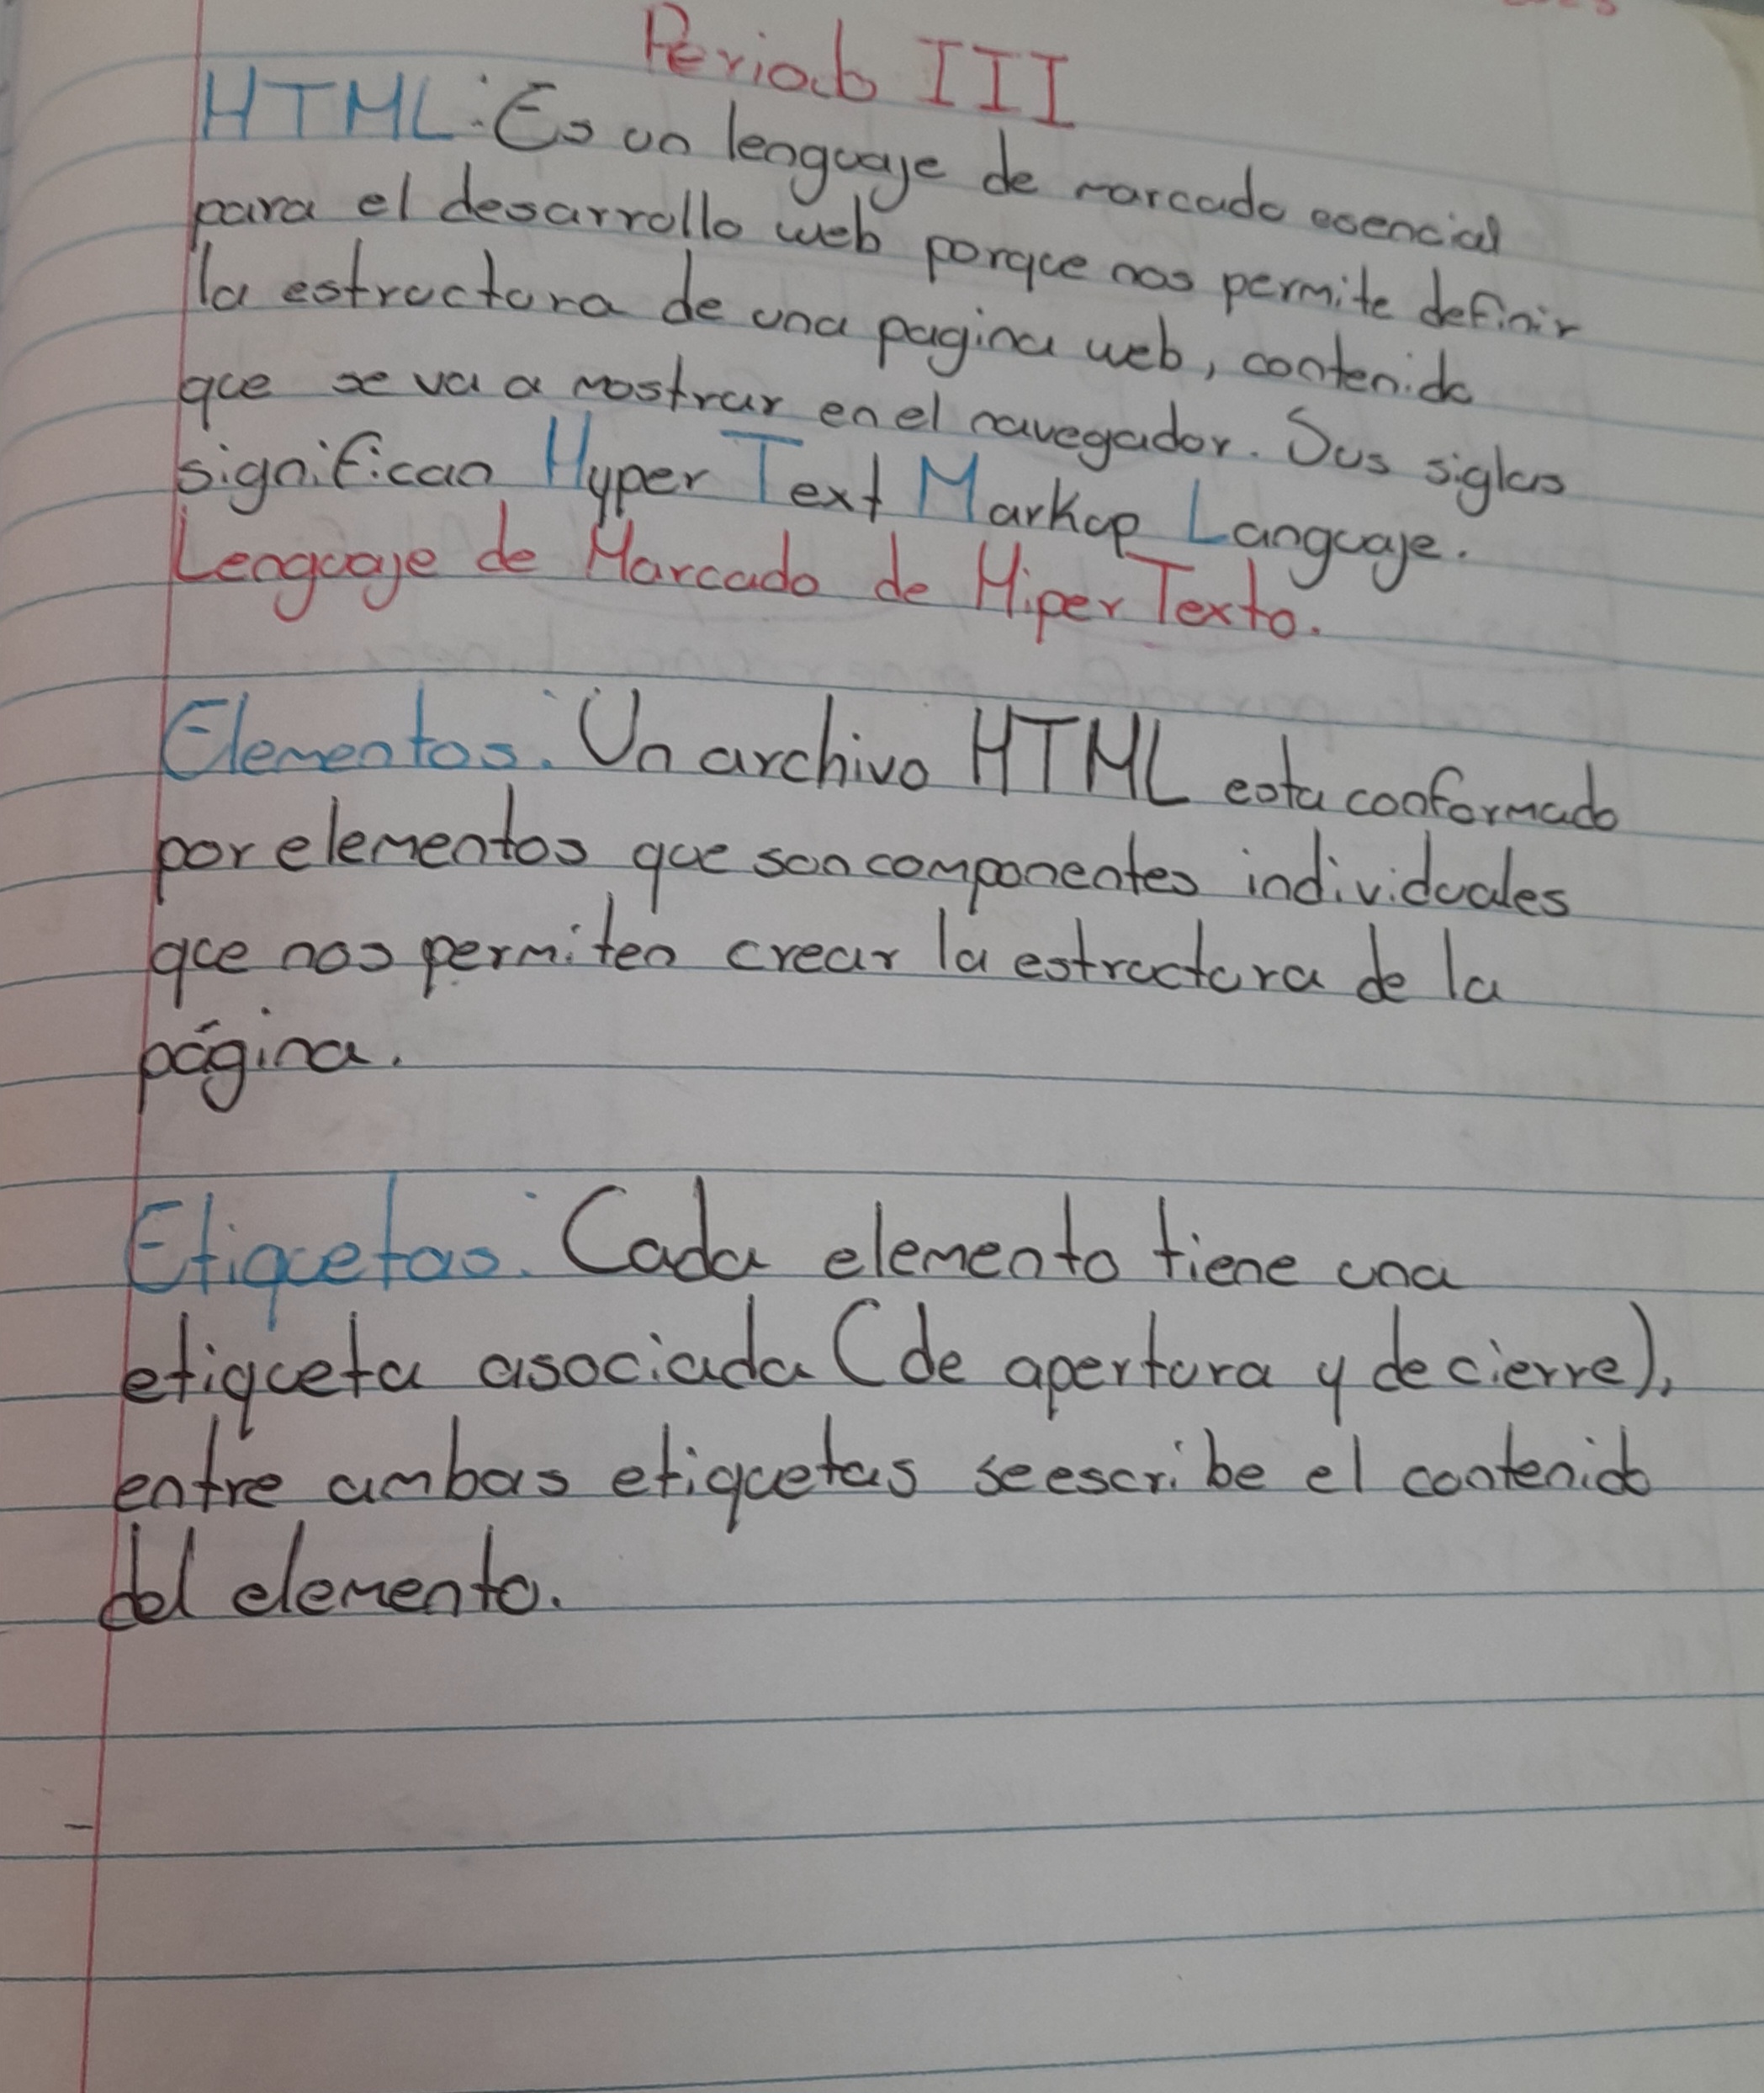 Periodo III
HTML: Es un lenguaje de marcado esencial
para el desarrollo web porque nos permite definir
la estructura de una pagina web, contenido
que se va a mostrar en el navegador. Sus siglas
significan Hyper Text Markup Languaje.
Lenguaje de Marcado de Hiper Texto.
Elementos: Un archivo HTML esta conformado
por elementos que son componentes individuales
que nos permiten crear la estructura de la
página.
Etiquetas: Cada elemento tiene una
etiqueta asociada (de apertura y de cierre),
entre ambas etiquetas se escribe el contenido
del elemento.